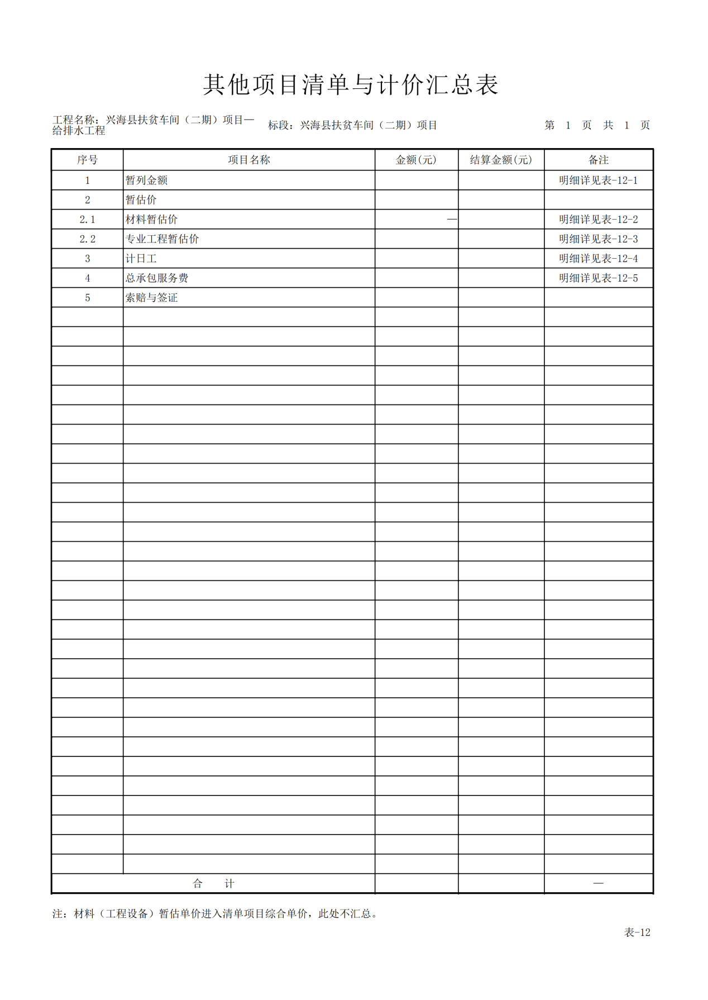 其他项目清单与计价汇总表
工程名称：兴海县扶贫车间（二期）项目—
给排水工程
标段：兴海县扶贫车间（二期）项目
第 1 页 共 1 页
序号 项目名称 金额(元) 结算金额(元) 备注
1 暂列金额 明细详见表-12-1
2 暂估价
2.1 材料暂估价 — 明细详见表-12-2
2.2 专业工程暂估价 明细详见表-12-3
3 计日工 明细详见表-12-4
4 总承包服务费 明细详见表-12-5
5 索赔与签证
合 计 —
注：材料（工程设备）暂估单价进入清单项目综合单价，此处不汇总。
表-12